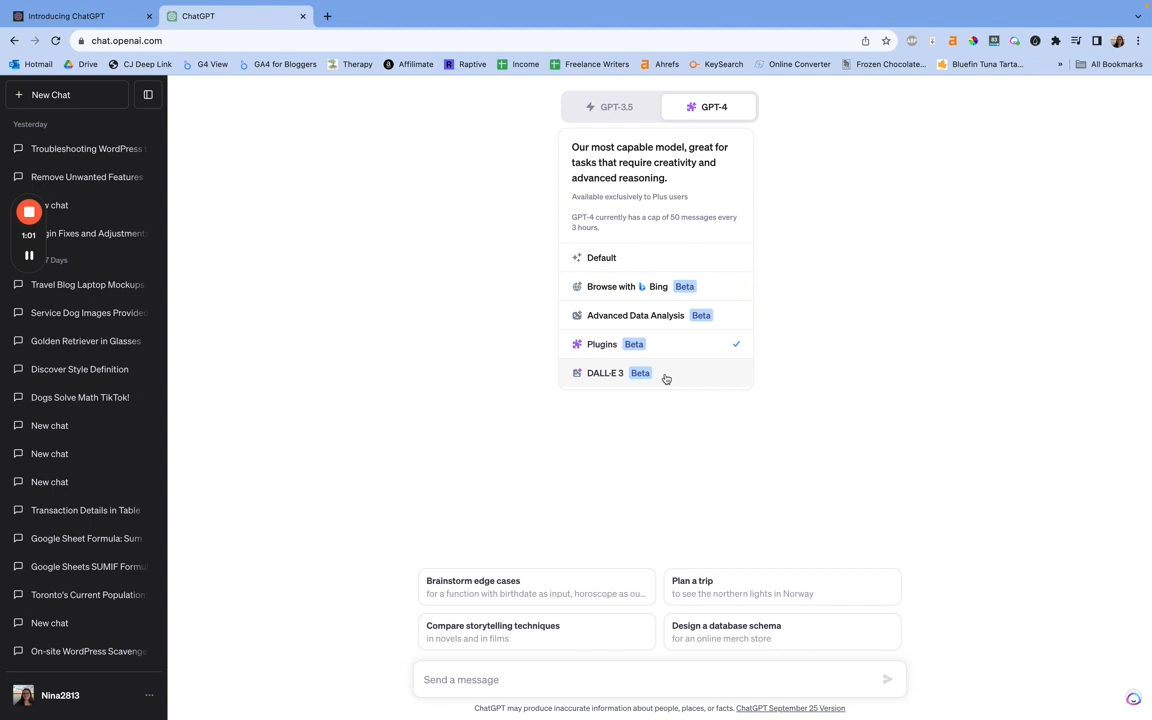 Introducing ChatGPT
ChatGPT
chat.openai.com
Hotmail
Drive
CJ Deep Link
G4 View
GA4 for Bloggers
Therapy
Affilimate
Raptive
Income
Freelance Writers
Ahrefs
KeySearch
Online Converter
Frozen Chocolate...
Bluefin Tuna Tarta...
»
All Bookmarks
New Chat
Yesterday
Troubleshooting WordPress
Remove Unwanted Features
chat
Fixes and Adjustments
Days
Travel Blog Laptop Mockups
Service Dog Images Provided
Golden Retriever in Glasses
Discover Style Definition
Dogs Solve Math TikTok!
New chat
New chat
New chat
Transaction Details in Table
Google Sheet Formula: Sum
Google Sheets SUMIF Formu
Toronto's Current Population
New chat
On-site WordPress Scavenge
Nina2813
1:01
GPT-3.5
GPT-4
Our most capable model, great for
tasks that require creativity and
advanced reasoning.
Available exclusively to Plus users
GPT-4 currently has a cap of 50 messages every
3 hours.
Default
Browse with Bing Beta
Advanced Data Analysis Beta
Plugins Beta
DALL·E 3 Beta
Brainstorm edge cases
for a function with birthdate as input, horoscope as ou...
Plan a trip
to see the northern lights in Norway
Compare storytelling techniques
in novels and in films
Design a database schema
for an online merch store
Send a message
ChatGPT may produce inaccurate information about people, places, or facts. ChatGPT September 25 Version